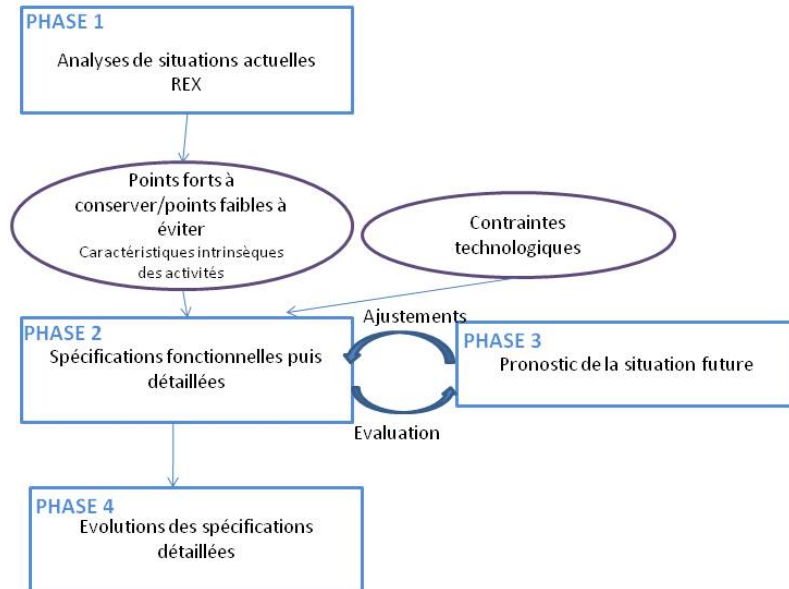 PHASE 1
Analyses de situations actuelles
REX
Points forts à
conserver/points faibles à
éviter
Caractéristiques intrinsèques
des activités
Contraintes
technologiques
Ajustements
PHASE 2
Spécifications fonctionnelles puis
détaillées
PHASE 3
Pronostic de la situation future
Evaluation
PHASE 4
Evolutions des spécifications
détaillées